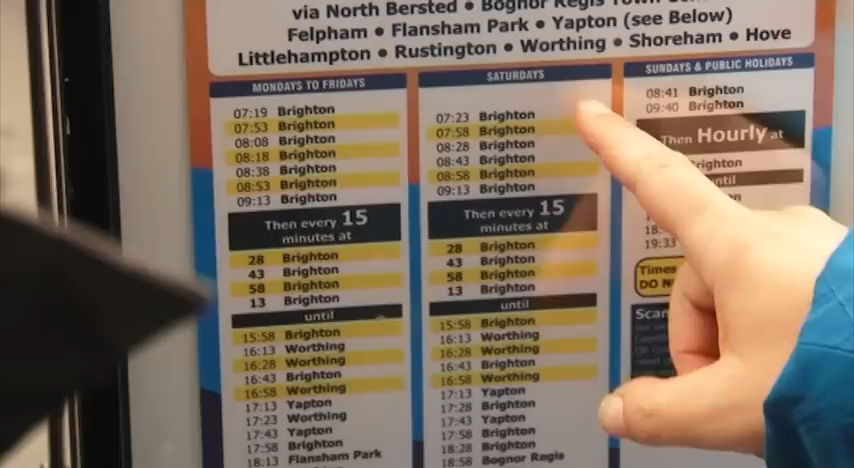 via North Bersted • Bognor Regis Town
Felpham • Flansham Park • Yapton (see Below)
Littlehampton • Rustington • Worthing • Shoreham • Hove
MONDAYS TO FRIDAYS
07:19 Brighton
07:53 Brighton
08:08 Brighton
08:18 Brighton
08:38 Brighton
08:53 Brighton
09:13 Brighton
Then every 15
minutes at
28 Brighton
43 Brighton
58 Brighton
13 Brighton
until
15:58 Brighton
16:13 Worthing
16:28 Worthing
16:43 Brighton
16:58 Worthing
17:13 Yapton
17:23 Worthing
17:43 Yapton
17:58 Brighton
18:13 Flansham Park
SATURDAYS
07:23 Brighton
07:58 Brighton
08:28 Brighton
08:43 Brighton
08:58 Brighton
09:13 Brighton
Then every 15
minutes at
28 Brighton
43 Brighton
58 Brighton
13 Brighton
until
15:58 Brighton
16:13 Worthing
16:28 Worthing
16:43 Brighton
16:58 Worthing
17:13 Yapton
17:28 Brighton
17:43 Yapton
17:58 Brighton
18:28 Brighton
18:58 Bognor Regis
SUNDAYS & PUBLIC HOLIDAYS
08:41 Brighton
09:40 Brighton
Then Hourly at
righton
until
18:
19:33
Times
DO N
Scan